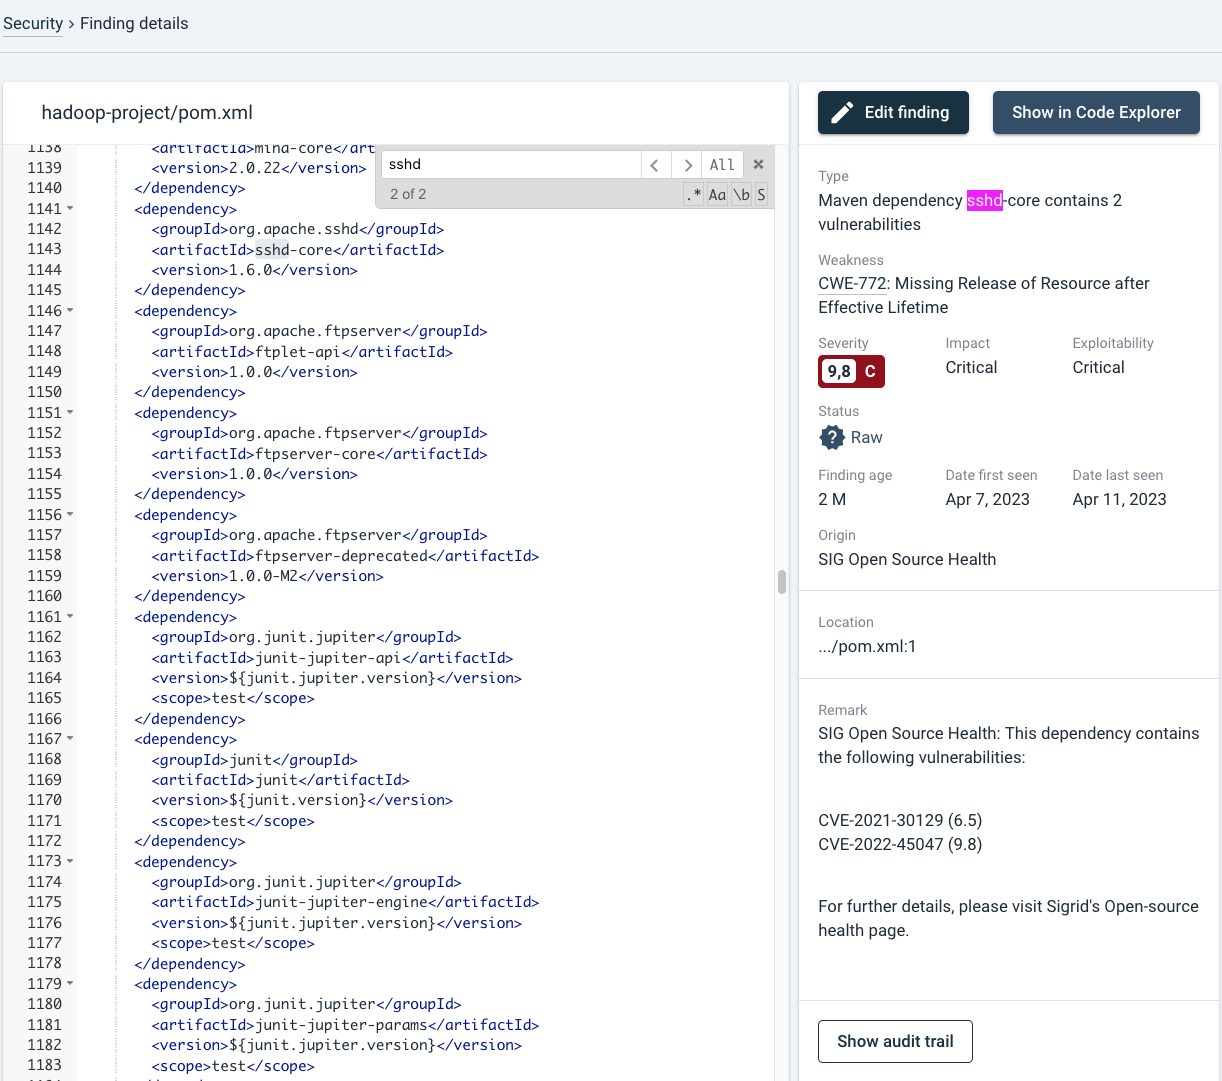 Security > Finding details
hadoop-project/pom.xml
1138 <artifactId>mina-core</art
1139 <version>2.0.22</version>
1140 </dependency>
1141 <dependency>
1142 <groupId>org.apache.sshd</groupId>
1143 <artifactId>sshd-core</artifactId>
1144 <version>1.6.0</version>
1145 </dependency>
1146 <dependency>
1147 <groupId>org.apache.ftpserver</groupId>
1148 <artifactId>ftplet-api</artifactId>
1149 <version>1.0.0</version>
1150 </dependency>
1151 <dependency>
1152 <groupId>org.apache.ftpserver</groupId>
1153 <artifactId>ftpserver-core</artifactId>
1154 <version>1.0.0</version>
1155 </dependency>
1156 <dependency>
1157 <groupId>org.apache.ftpserver</groupId>
1158 <artifactId>ftpserver-deprecated</artifactId>
1159 <version>1.0.0-M2</version>
1160 </dependency>
1161 <dependency>
1162 <groupId>org.junit.jupiter</groupId>
1163 <artifactId>junit-jupiter-api</artifactId>
1164 <version>${junit.jupiter.version}</version>
1165 <scope>test</scope>
1166 </dependency>
1167 <dependency>
1168 <groupId>junit</groupId>
1169 <artifactId>junit</artifactId>
1170 <version>${junit.version}</version>
1171 <scope>test</scope>
1172 </dependency>
1173 <dependency>
1174 <groupId>org.junit.jupiter</groupId>
1175 <artifactId>junit-jupiter-engine</artifactId>
1176 <version>${junit.jupiter.version}</version>
1177 <scope>test</scope>
1178 </dependency>
1179 <dependency>
1180 <groupId>org.junit.jupiter</groupId>
1181 <artifactId>junit-jupiter-params</artifactId>
1182 <version>${junit.jupiter.version}</version>
1183 <scope>test</scope>
sshd
All
2 of 2
.* Aa \b S
Edit finding
Show in Code Explorer
Type
Maven dependency sshd-core contains 2
vulnerabilities
Weakness
CWE-772: Missing Release of Resource after
Effective Lifetime
Severity Impact Exploitability
9,8 C Critical Critical
Status
Raw
Finding age Date first seen Date last seen
2 M Apr 7, 2023 Apr 11, 2023
Origin
SIG Open Source Health
Location
.../pom.xml:1
Remark
SIG Open Source Health: This dependency contains
the following vulnerabilities:
CVE-2021-30129 (6.5)
CVE-2022-45047 (9.8)
For further details, please visit Sigrid's Open-source
health page.
Show audit trail